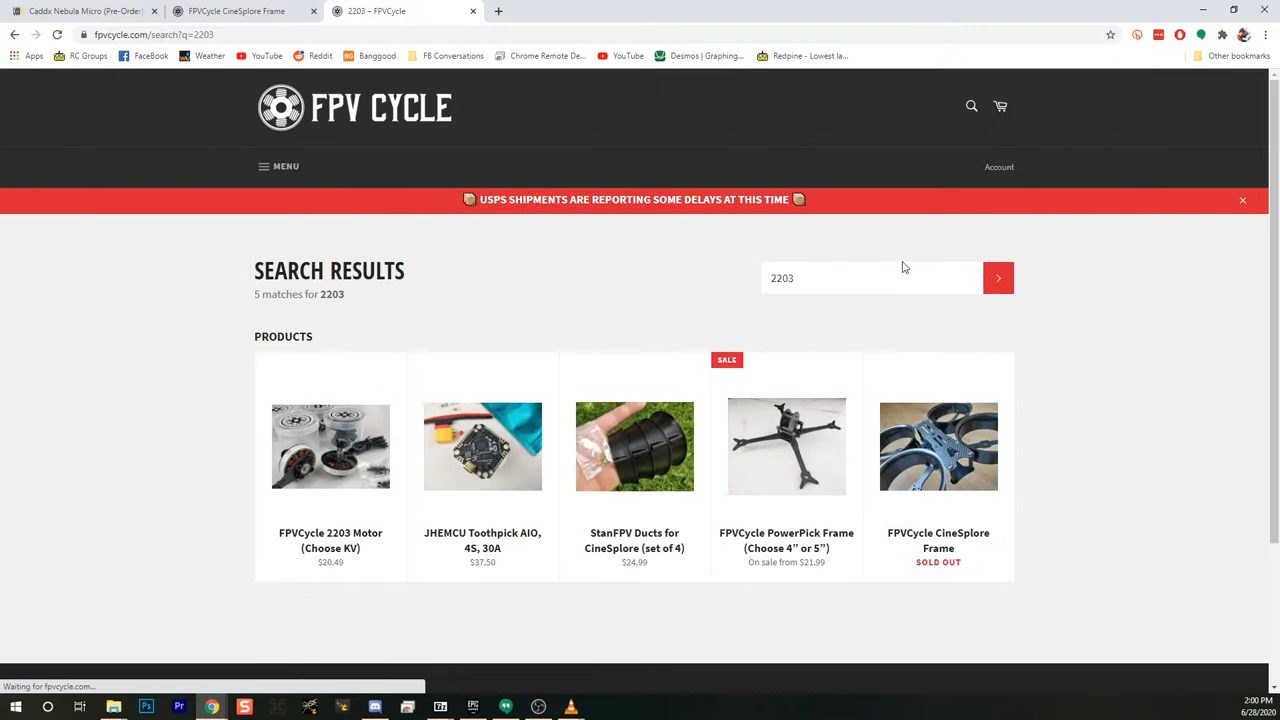 Caddx Nebula Micro (Pre-Order)
FPVCycle CineSplore Frame
2203 – FPVCycle
fpvcycle.com/search?q=2203
Apps
RC Groups
FaceBook
Weather
YouTube
Reddit
Banggood
FB Conversations
Chrome Remote De...
YouTube
Desmos | Graphing...
Redpine - Lowest la...
Other bookmarks
FPV CYCLE
MENU
Account
USPS SHIPMENTS ARE REPORTING SOME DELAYS AT THIS TIME
SEARCH RESULTS
5 matches for 2203
2203
PRODUCTS
FPVCycle 2203 Motor
(Choose KV)
$20.49
JHEMCU Toothpick AIO,
4S, 30A
$37.50
StanFPV Ducts for
CineSplore (set of 4)
$24.99
SALE
FPVCycle PowerPick Frame
(Choose 4” or 5”)
On sale from $21.99
FPVCycle CineSplore
Frame
SOLD OUT
Waiting for fpvcycle.com...
2:00 PM
6/28/2020